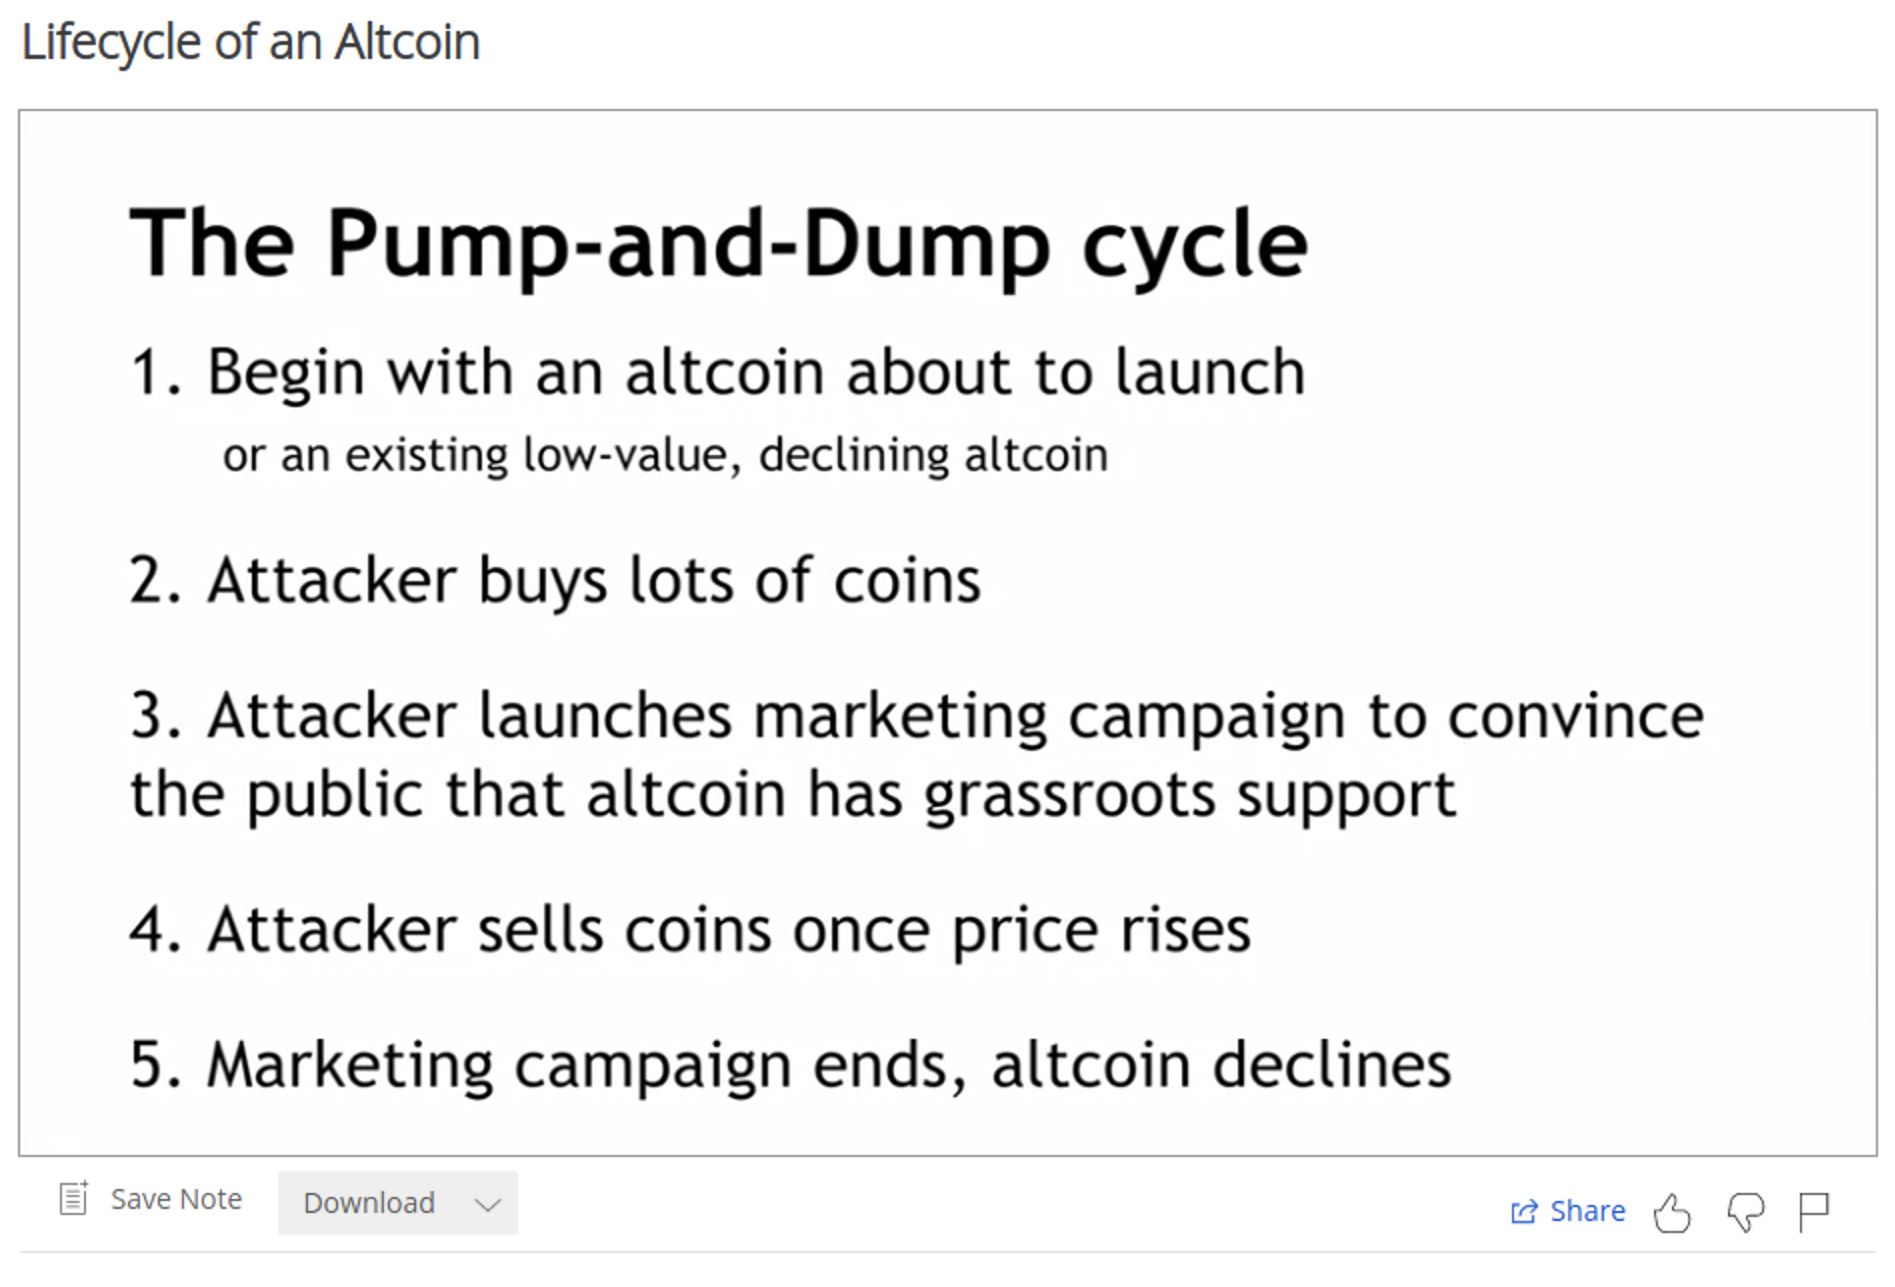 Lifecycle of an Altcoin
The Pump-and-Dump cycle
1. Begin with an altcoin about to launch
or an existing low-value, declining altcoin
2. Attacker buys lots of coins
3. Attacker launches marketing campaign to convince
the public that altcoin has grassroots support
4. Attacker sells coins once price rises
5. Marketing campaign ends, altcoin declines
Save Note Download Share